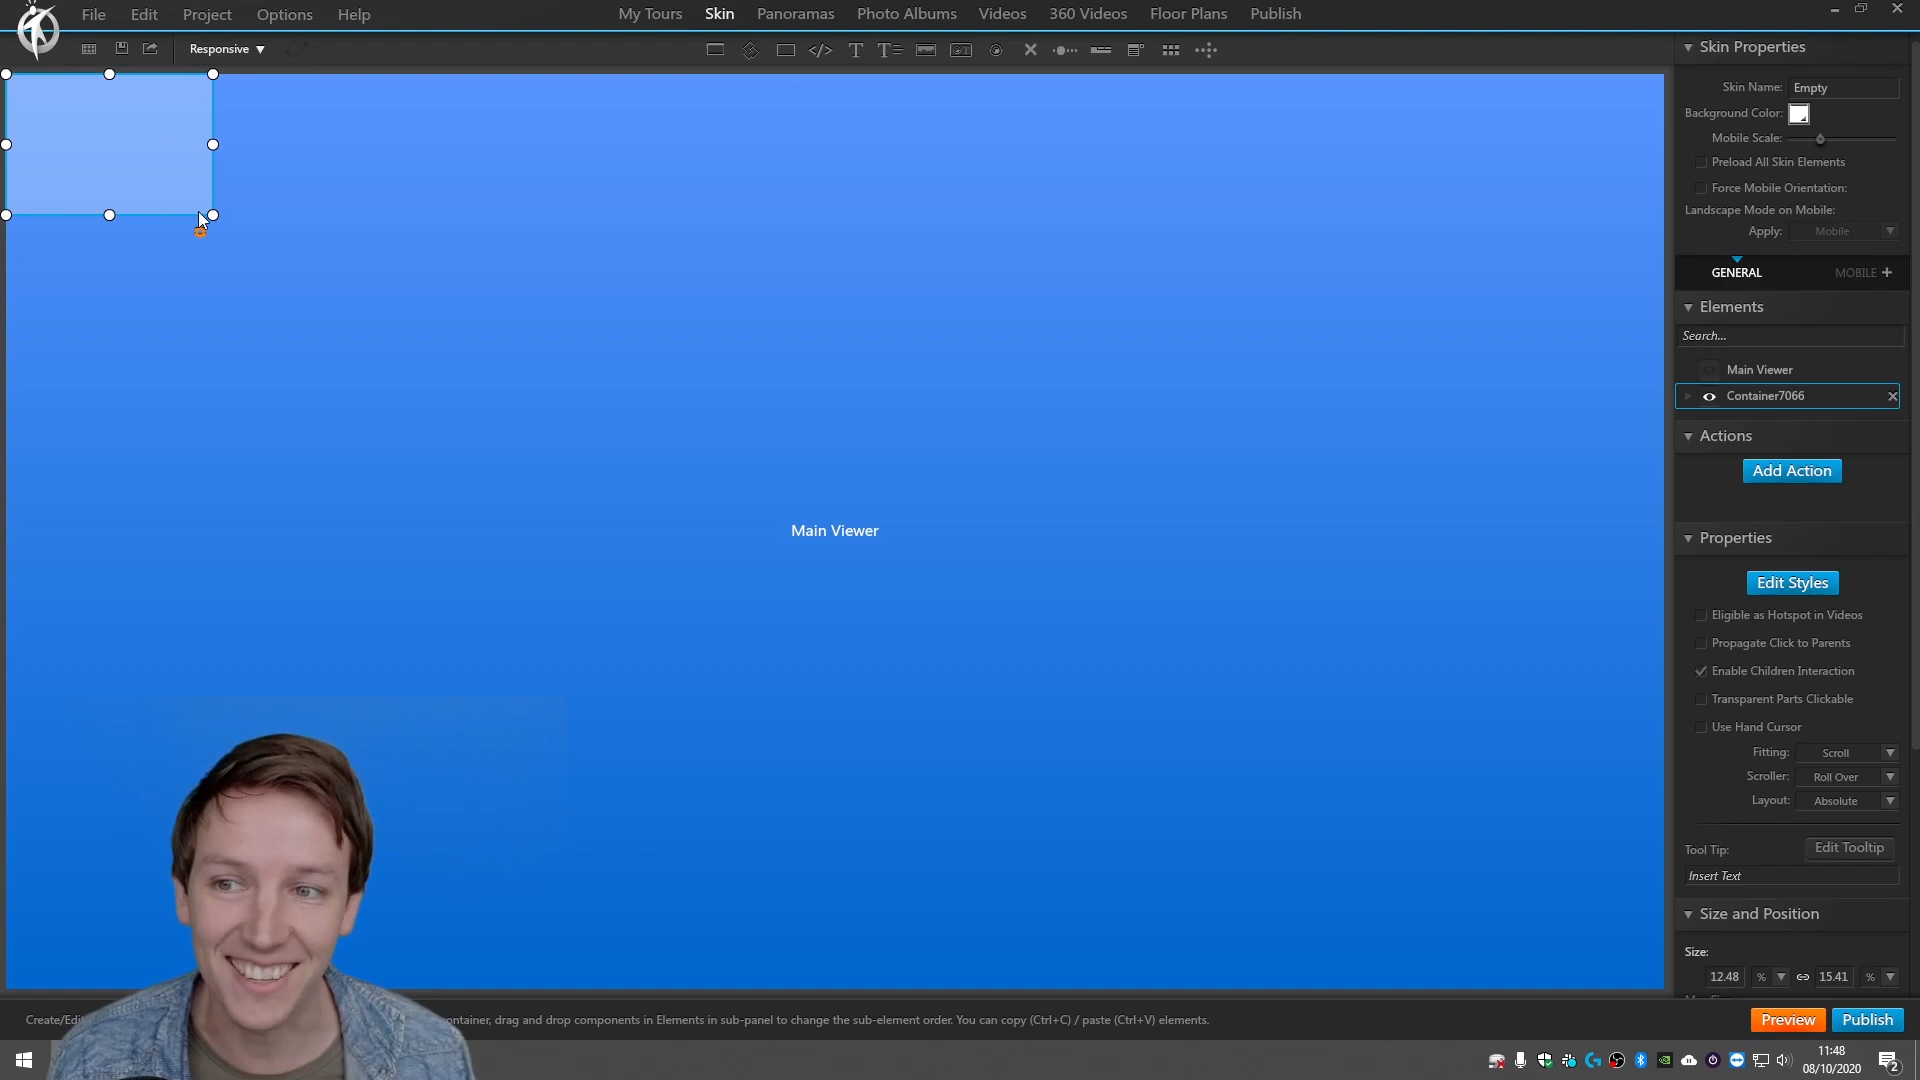 File Edit Project Options Help
My Tours Skin Panoramas Photo Albums Videos 360 Videos Floor Plans Publish
Responsive
Skin Properties
Skin Name: Empty
Background Color:
Mobile Scale:
Preload All Skin Elements
Force Mobile Orientation:
Landscape Mode on Mobile:
Apply: Mobile
GENERAL MOBILE
Elements
Search...
Main Viewer
Container7066
Actions
Add Action
Main Viewer
Properties
Edit Styles
Eligible as Hotspot in Videos
Propagate Click to Parents
Enable Children Interaction
Transparent Parts Clickable
Use Hand Cursor
Fitting: Scroll
Scroller: Roll Over
Layout: Absolute
Tool Tip: Edit Tooltip
Insert Text
Size and Position
Size:
12.48 % 15.41 %
Create/Edit ontainer, drag and drop components in Elements in sub-panel to change the sub-element order. You can copy (Ctrl+C) / paste (Ctrl+V) elements.
Preview Publish
11:48
08/10/2020
2